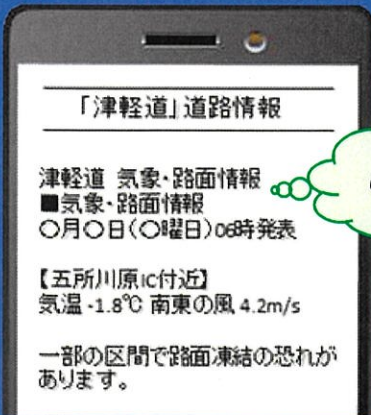 「津軽道」道路情報
津軽道 気象・路面情報
■気象・路面情報
〇月〇日(〇曜日)06時発表
【五所川原IC付近】
気温 -1.8℃ 南東の風 4.2m/s
一部の区間で路面凍結の恐れが
あります。